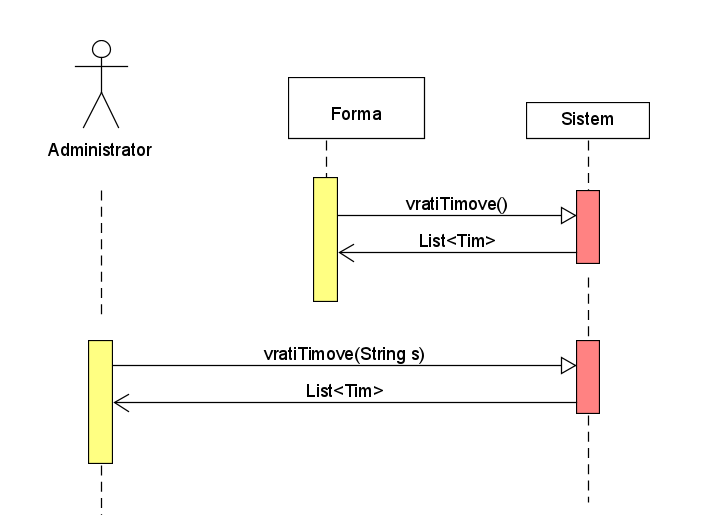 Forma
Sistem
Administrator
vratiTimove()
List<Tim>
vratiTimove(String s)
List<Tim>